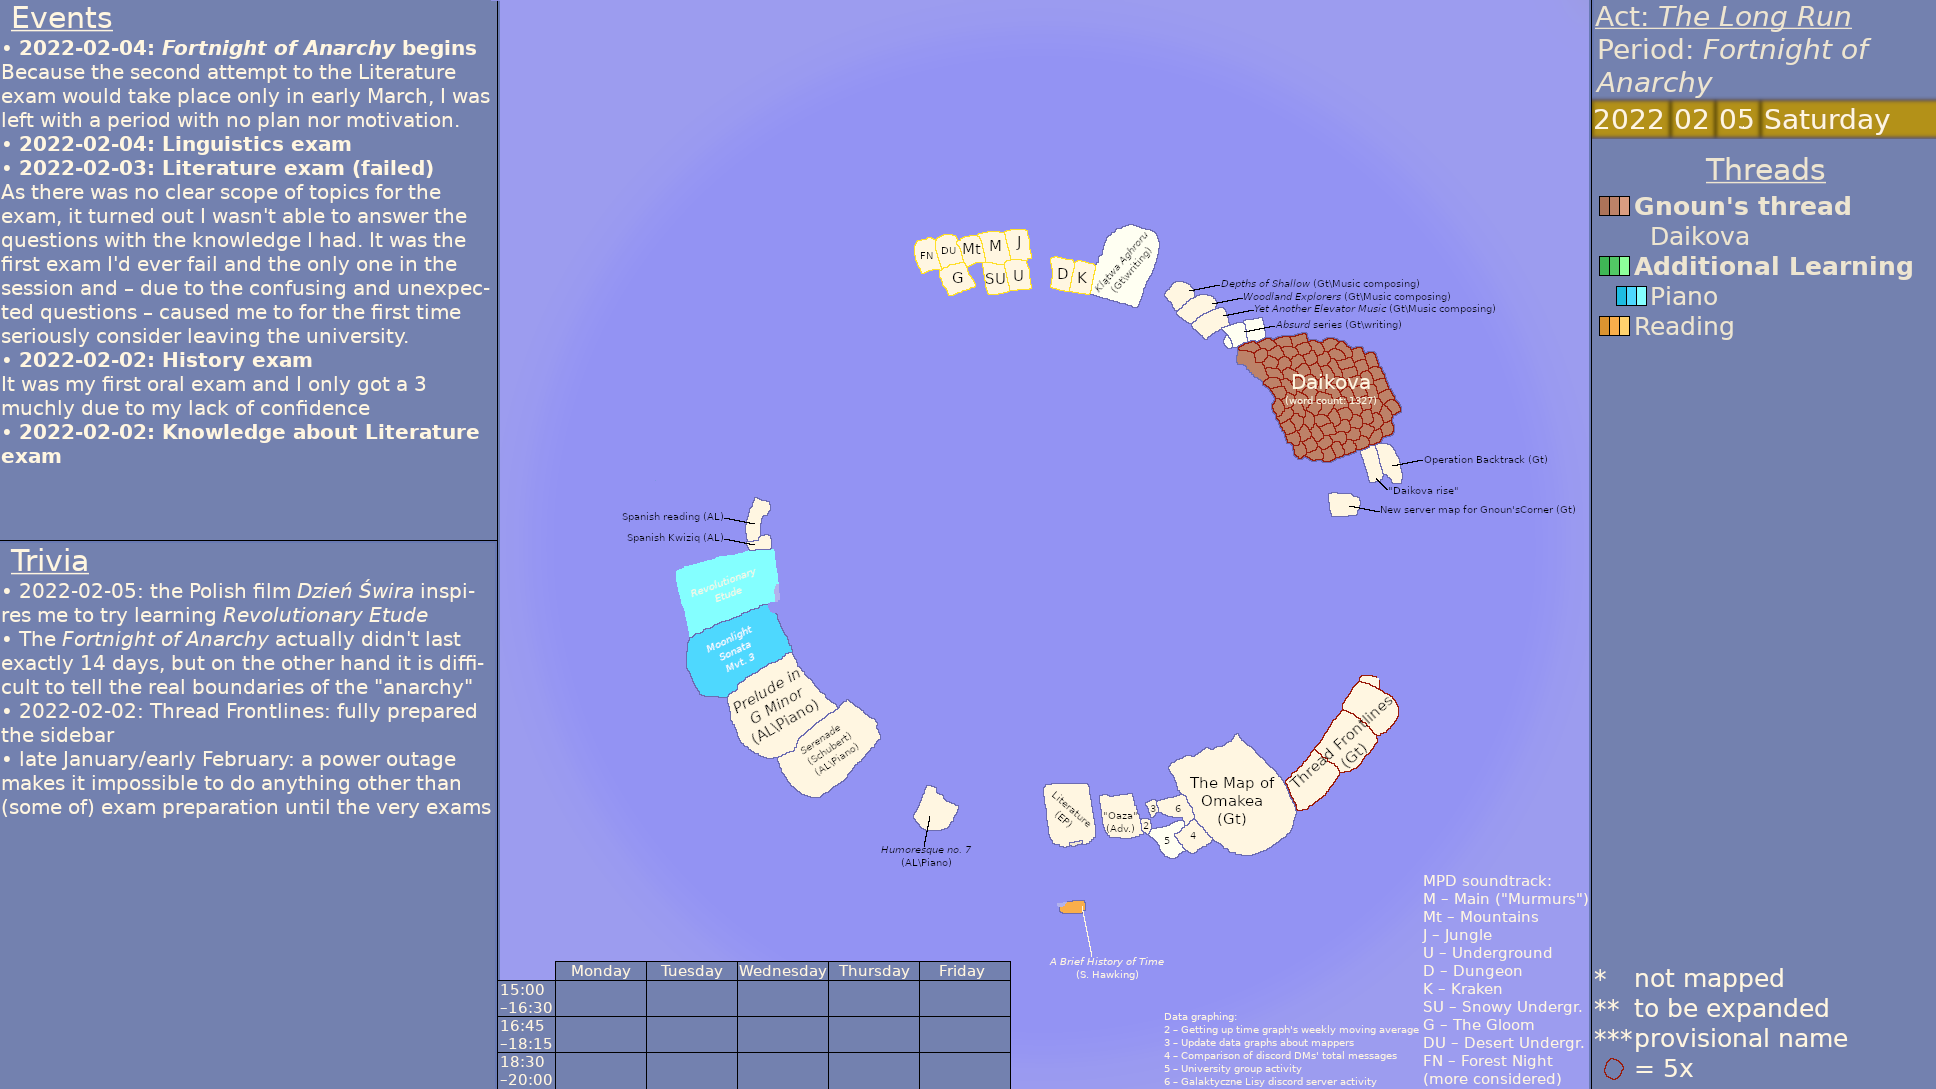 Events
• 2022-02-04: Fortnight of Anarchy begins
Because the second attempt to the Literature
exam would take place only in early March, I was
left with a period with no plan nor motivation.
• 2022-02-04: Linguistics exam
• 2022-02-03: Literature exam (failed)
As there was no clear scope of topics for the
exam, it turned out I wasn't able to answer the
questions with the knowledge I had. It was the
first exam I'd ever fail and the only one in the
session and – due to the confusing and unexpec-
ted questions – caused me to for the first time
seriously consider leaving the university.
• 2022-02-02: History exam
It was my first oral exam and I only got a 3
muchly due to my lack of confidence
• 2022-02-02: Knowledge about Literature
exam
Trivia
• 2022-02-05: the Polish film Dzień Świra inspi-
res me to try learning Revolutionary Etude
• The Fortnight of Anarchy actually didn't last
exactly 14 days, but on the other hand it is diffi-
cult to tell the real boundaries of the "anarchy"
• 2022-02-02: Thread Frontlines: fully prepared
the sidebar
• late January/early February: a power outage
makes it impossible to do anything other than
(some of) exam preparation until the very exams
FN
DU
Mt
M
J
G
SU
U
D
K
Klątwa Aghroru
(Gt\writing)
Depths of Shallow (Gt\Music composing)
Woodland Explorers (Gt\Music composing)
Yet Another Elevator Music (Gt\Music composing)
Absurd series (Gt\writing)
Daikova
(word count: 1327)
Operation Backtrack (Gt)
"Daikova rise"
New server map for Gnoun'sCorner (Gt)
Spanish reading (AL)
Spanish Kwiziq (AL)
Revolutionary
Etude
Moonlight
Sonata
Mvt. 3
Prelude in
G Minor
(AL\Piano)
Serenade
(Schubert)
(AL\Piano)
Humoresque no. 7
(AL\Piano)
Literature
(EP)
"Oaza"
(Adv.)
3
6
2
5
4
The Map of
Omakea
(Gt)
Thread Frontlines
(Gt)
A Brief History of Time
(S. Hawking)
Monday
Tuesday
Wednesday
Thursday
Friday
15:00
–16:30
16:45
–18:15
18:30
–20:00
Data graphing:
2 – Getting up time graph's weekly moving average
3 – Update data graphs about mappers
4 – Comparison of discord DMs' total messages
5 – University group activity
6 – Galaktyczne Lisy discord server activity
MPD soundtrack:
M – Main ("Murmurs")
Mt – Mountains
J – Jungle
U – Underground
D – Dungeon
K – Kraken
SU – Snowy Undergr.
G – The Gloom
DU – Desert Undergr.
FN – Forest Night
(more considered)
Act: The Long Run
Period: Fortnight of
Anarchy
2022 02 05 Saturday
Threads
Gnoun's thread
Daikova
Additional Learning
Piano
Reading
* not mapped
** to be expanded
*** provisional name
= 5x